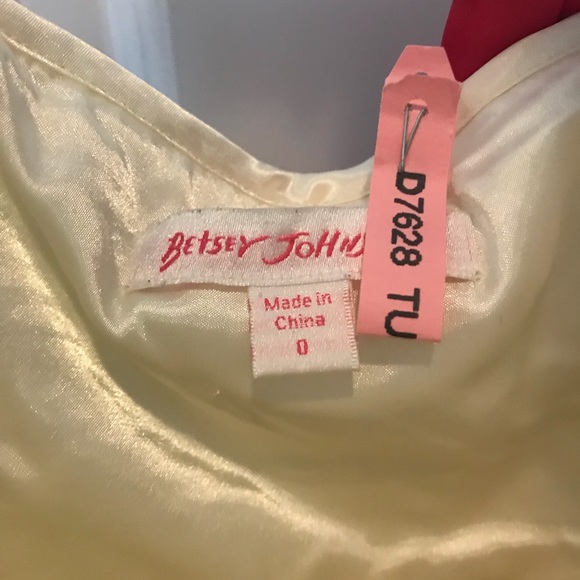 BETSEY JOHN
Made in
China
0
D7628 TU